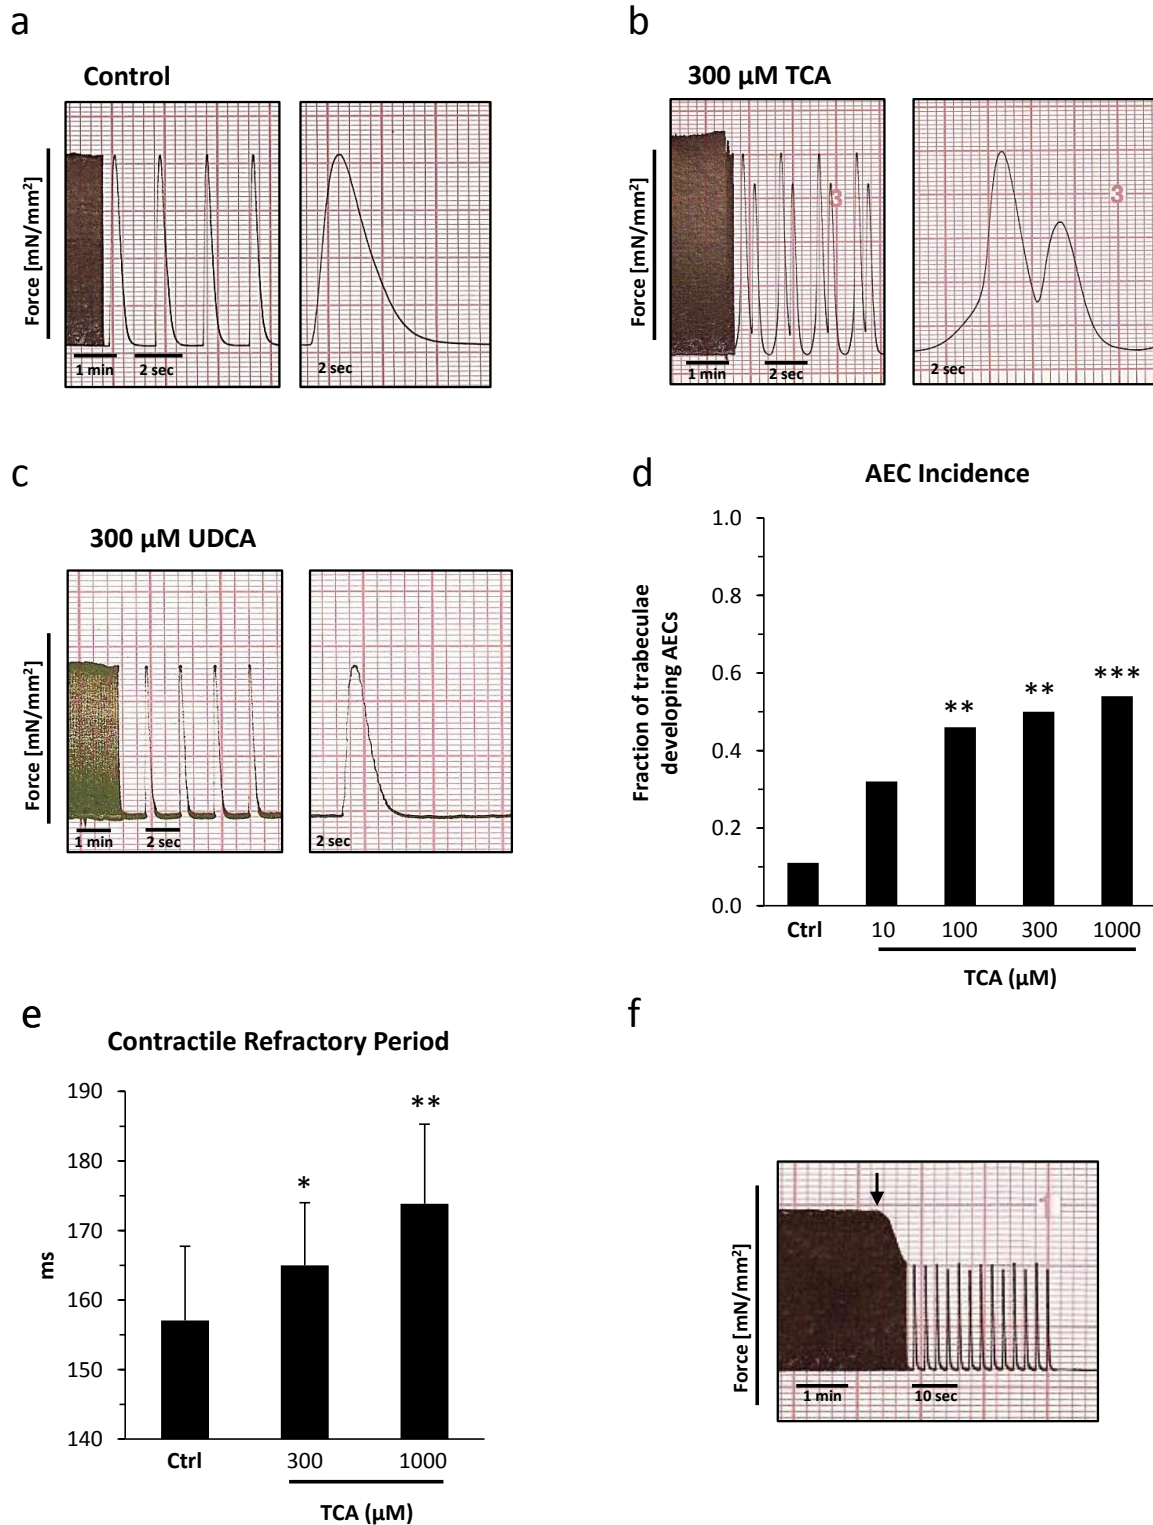 a
Control
Force [mN/mm²]
1 min
2 sec
2 sec
b
300 µM TCA
Force [mN/mm²]
3
1 min
2 sec
3
2 sec
c
300 µM UDCA
Force [mN/mm²]
1 min
2 sec
2 sec
d
AEC Incidence
Fraction of trabeculae
developing AECs
1.0
0.8
0.6
0.4
0.2
0.0
**
**
***
Ctrl
10
100
300
1000
TCA (µM)
e
Contractile Refractory Period
ms
190
180
170
160
150
140
*
**
Ctrl
300
1000
TCA (µM)
f
Force [mN/mm²]
1
1 min
10 sec